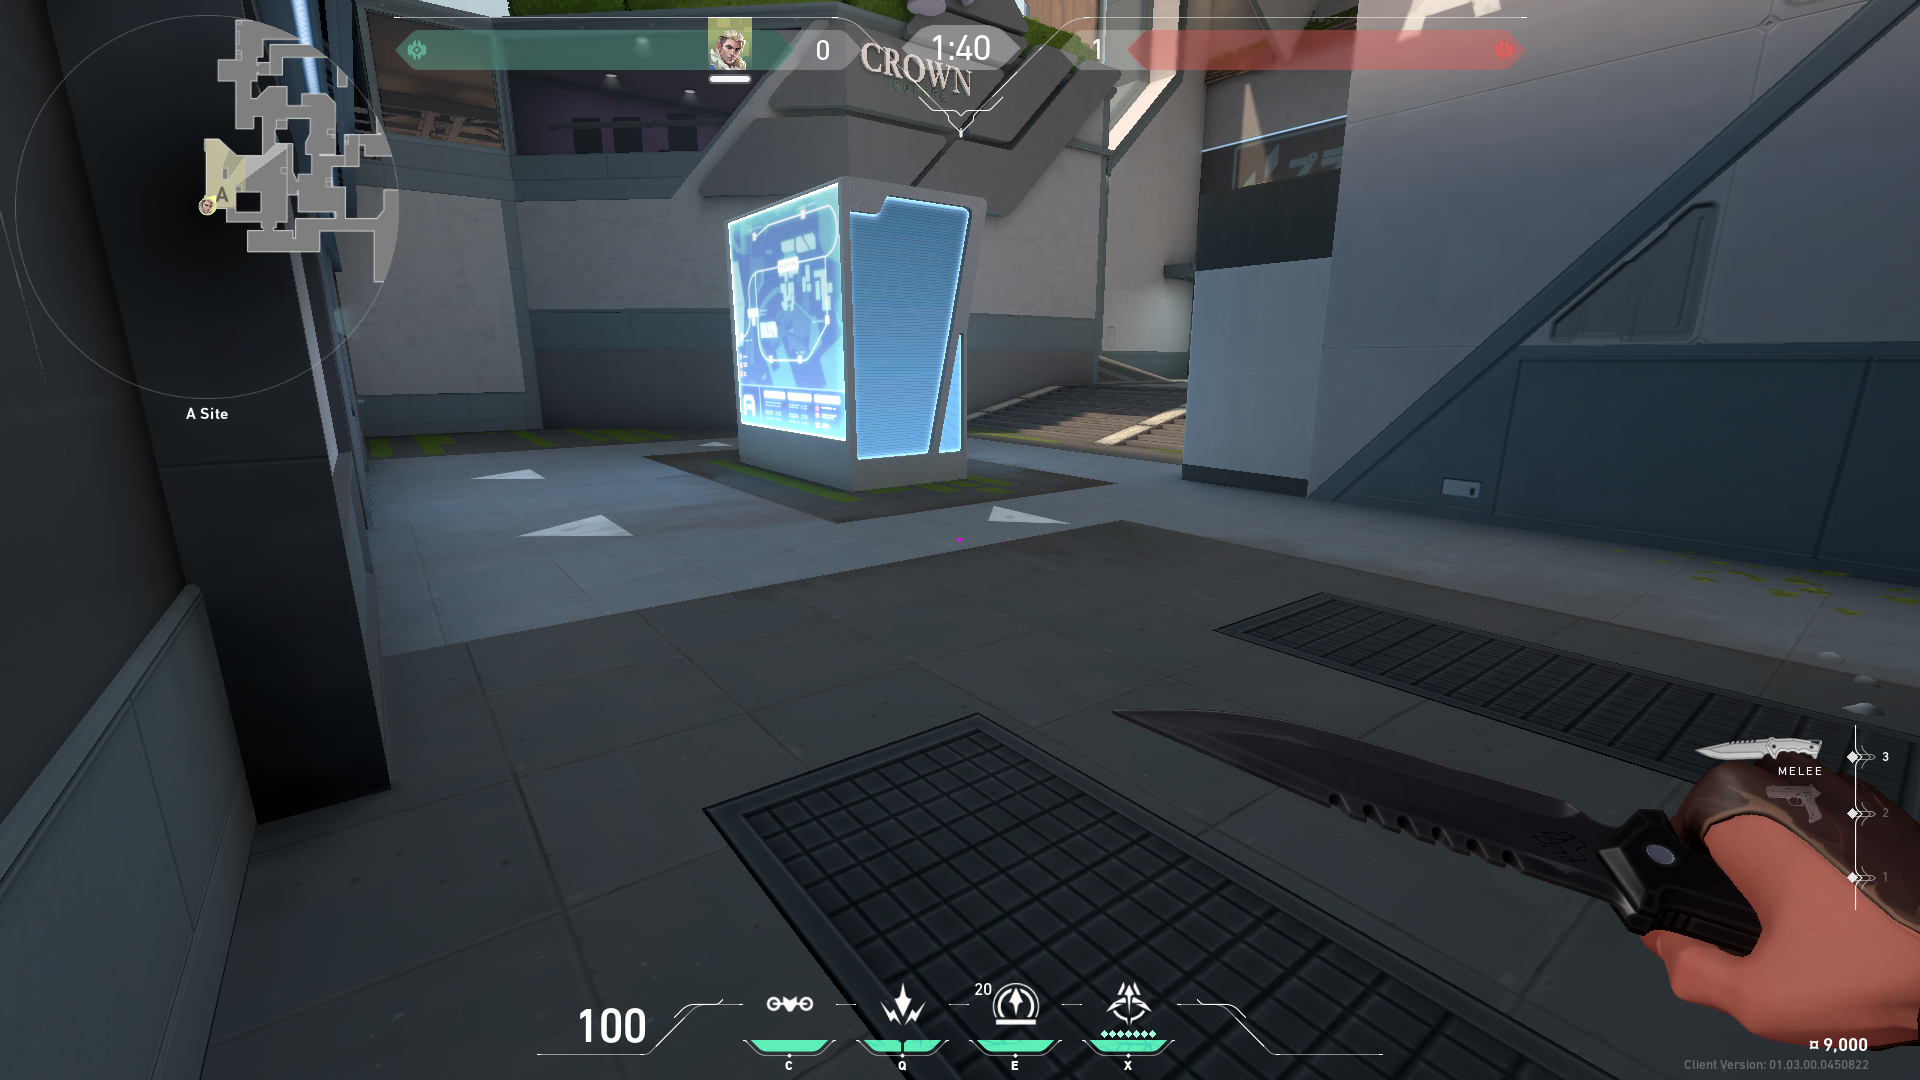 0
1:40
1
CROWN
COFFEE
A
A Site
3
MELEE
2
1
20
100
C
Q
E
X
¤ 9,000
Client Version: 01.03.00.0450822